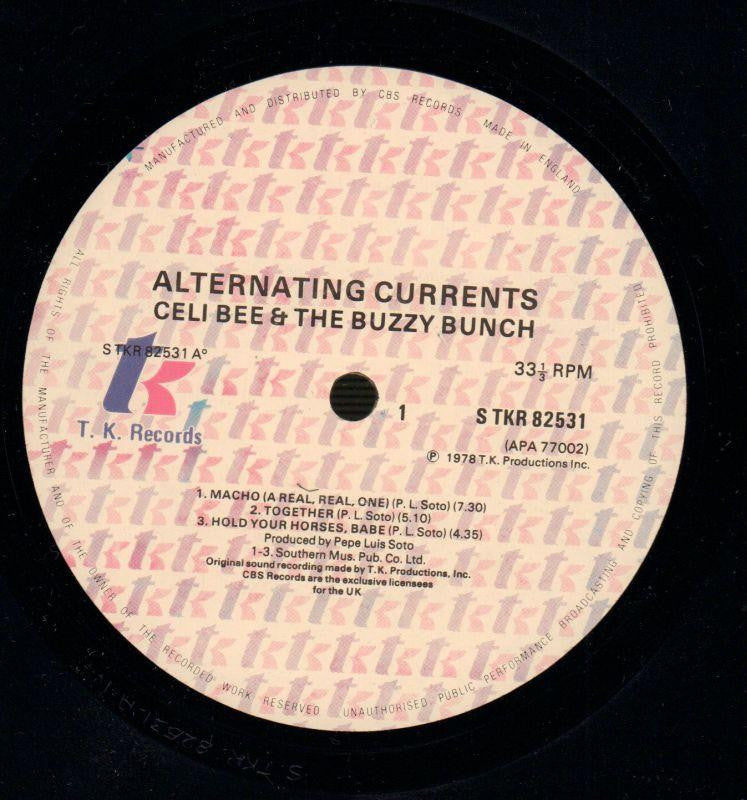 MANUFACTURED AND DISTRIBUTED BY CBS RECORDS MADE IN ENGLAND
ALTERNATING CURRENTS
CELI BEE & THE BUZZY BUNCH
S TKR 82531 A°
33⅓ RPM
tk
T. K. Records
1
S TKR 82531
(APA 77002)
℗ 1978 T.K. Productions Inc.
1. MACHO (A REAL, REAL, ONE) (P. L. Soto) (7.30)
2. TOGETHER (P. L. Soto) (5.10)
3. HOLD YOUR HORSES, BABE (P. L. Soto) (4.35)
Produced by Pepe Luis Soto
1-3. Southern Mus. Pub. Co. Ltd.
Original sound recording made by T.K. Productions, Inc.
CBS Records are the exclusive licensees
for the UK
ALL RIGHTS OF THE MANUFACTURER AND OF THE OWNER OF THE RECORDED WORK RESERVED UNAUTHORISED PUBLIC PERFORMANCE BROADCASTING AND COPYING OF THIS RECORD PROHIBITED